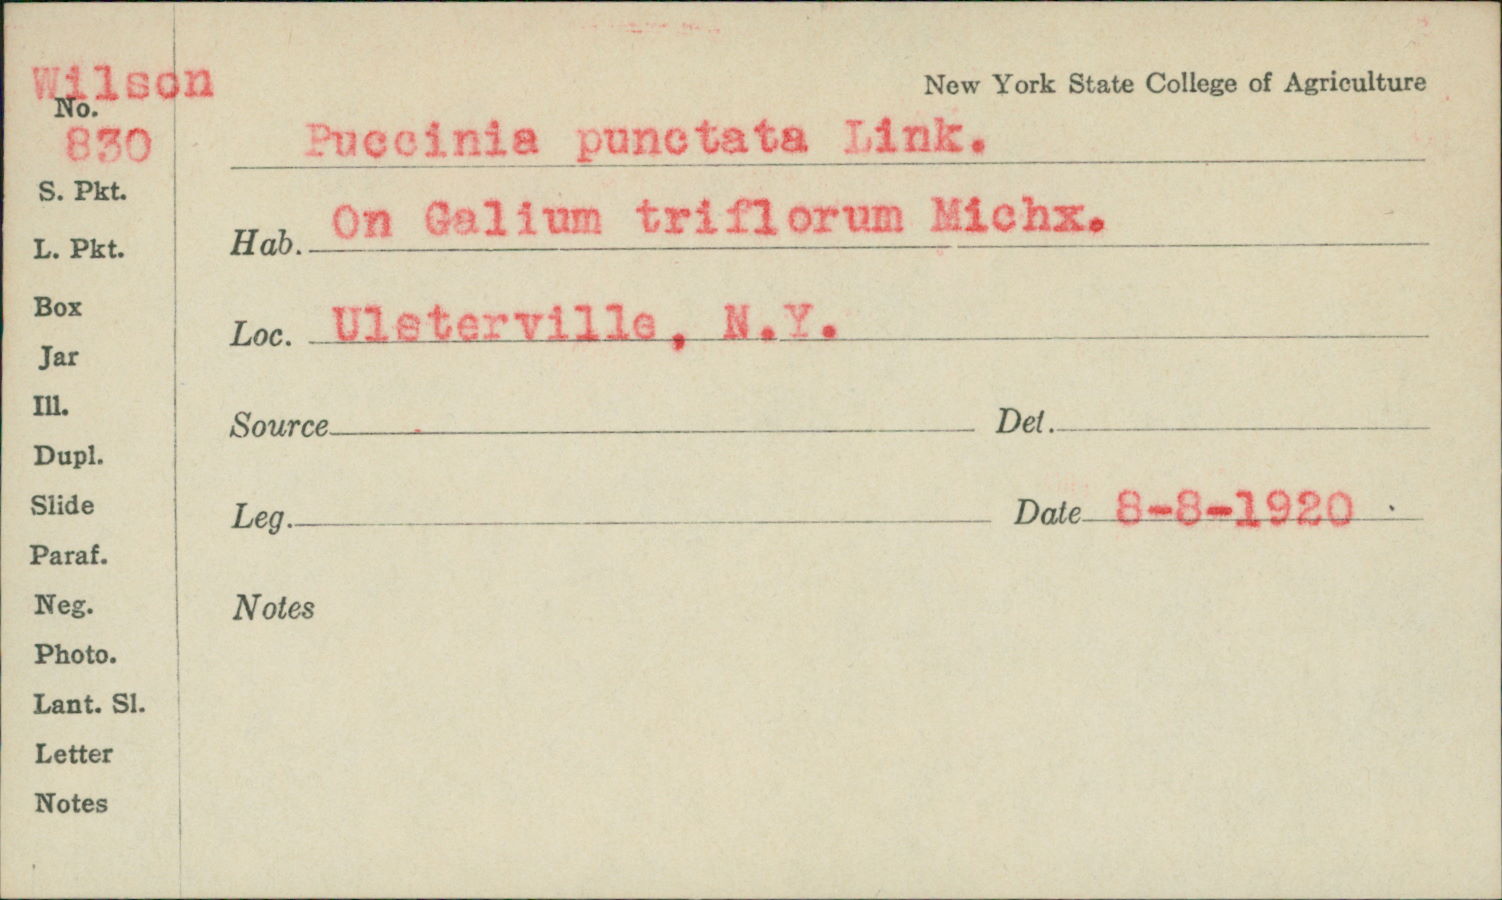 Wilson
No.
830
New York State College of Agriculture
Puccinia punctata Link.
Hab. On Galium triflorum Michx.
Loc. Ulsterville, N.Y.
Source Det.
Leg. Date 8-8-1920
Notes
S. Pkt.
L. Pkt.
Box
Jar
Ill.
Dupl.
Slide
Paraf.
Neg.
Photo.
Lant. Sl.
Letter
Notes